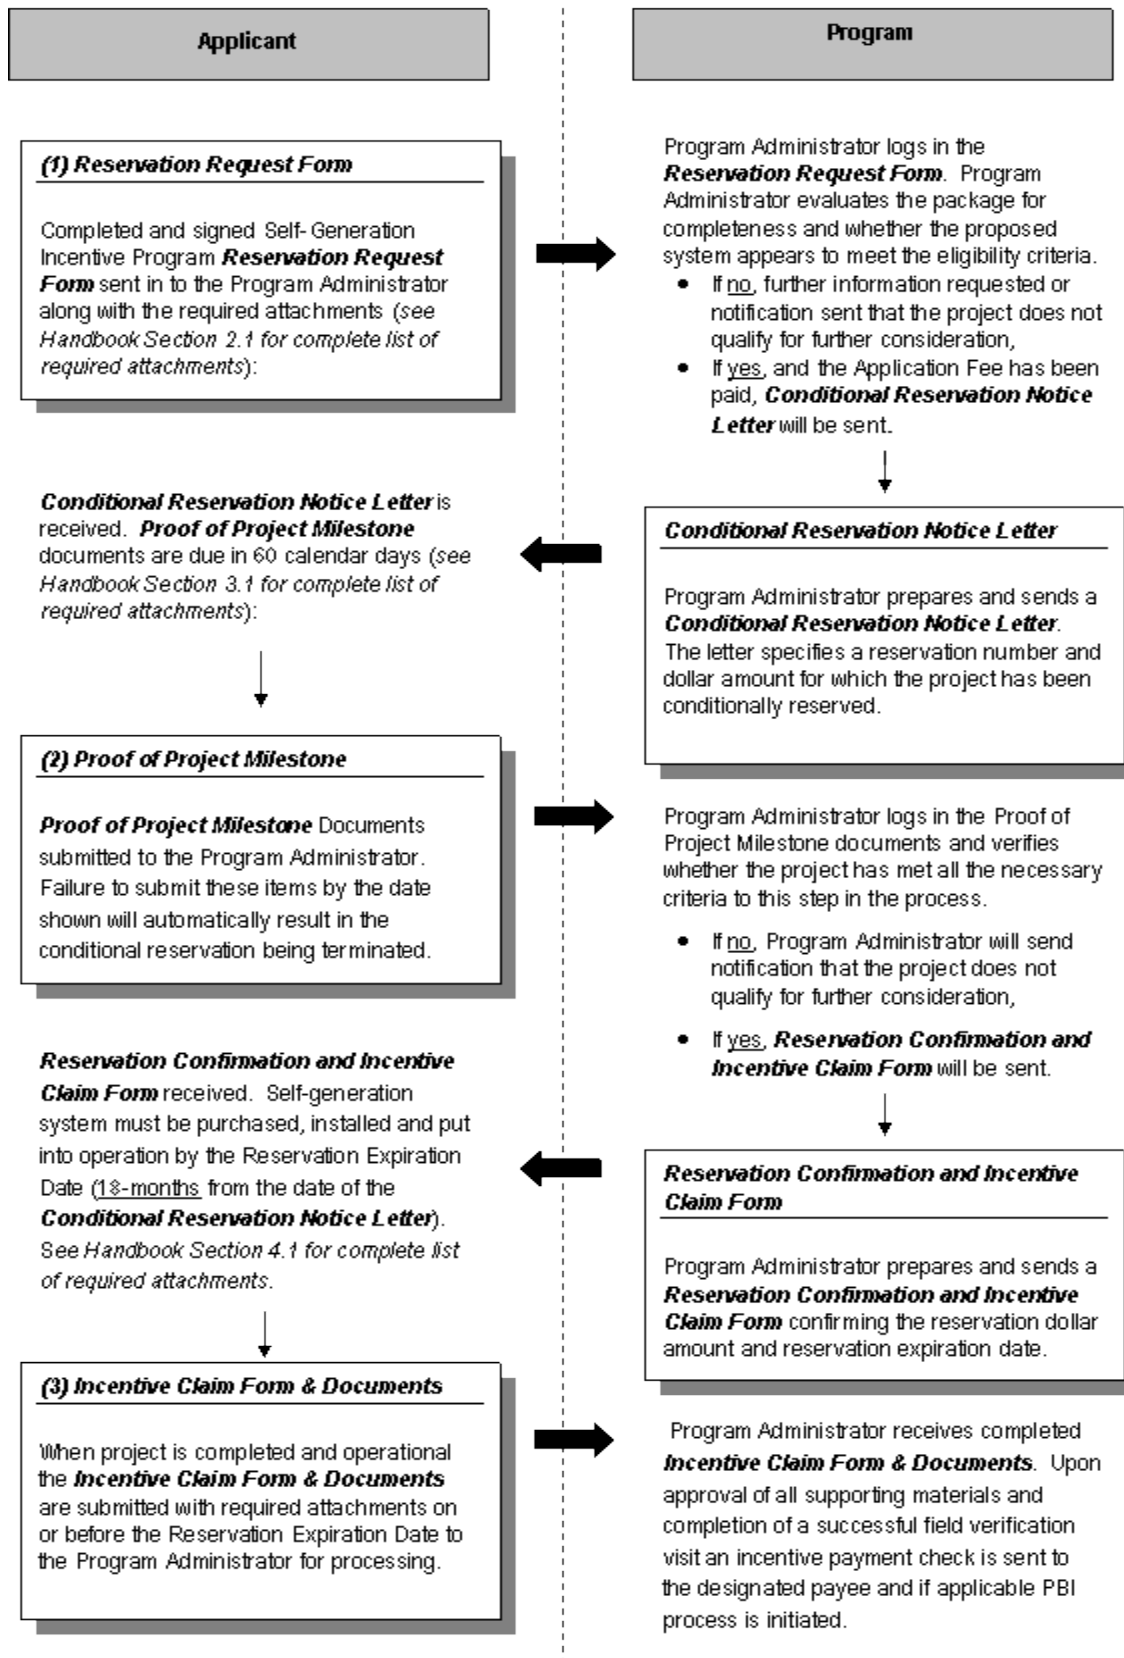 Applicant
Program
(1) Reservation Request Form
Completed and signed Self-Generation
Incentive Program Reservation Request
Form sent in to the Program Administrator
along with the required attachments (see
Handbook Section 2.1 for complete list of
required attachments):
Program Administrator logs in the
Reservation Request Form. Program
Administrator evaluates the package for
completeness and whether the proposed
system appears to meet the eligibility criteria.
• If no, further information requested or
notification sent that the project does not
qualify for further consideration,
• If yes, and the Application Fee has been
paid, Conditional Reservation Notice
Letter will be sent.
Conditional Reservation Notice Letter
Program Administrator prepares and sends a
Conditional Reservation Notice Letter.
The letter specifies a reservation number and
dollar amount for which the project has been
conditionally reserved.
Conditional Reservation Notice Letter is
received. Proof of Project Milestone
documents are due in 60 calendar days (see
Handbook Section 3.1 for complete list of
required attachments):
(2) Proof of Project Milestone
Proof of Project Milestone Documents
submitted to the Program Administrator.
Failure to submit these items by the date
shown will automatically result in the
conditional reservation being terminated.
Program Administrator logs in the Proof of
Project Milestone documents and verifies
whether the project has met all the necessary
criteria to this step in the process.
• If no, Program Administrator will send
notification that the project does not
qualify for further consideration,
• If yes, Reservation Confirmation and
Incentive Claim Form will be sent.
Reservation Confirmation and Incentive
Claim Form
Program Administrator prepares and sends a
Reservation Confirmation and Incentive
Claim Form confirming the reservation dollar
amount and reservation expiration date.
Reservation Confirmation and Incentive
Claim Form received. Self-generation
system must be purchased, installed and put
into operation by the Reservation Expiration
Date (18-months from the date of the
Conditional Reservation Notice Letter).
See Handbook Section 4.1 for complete list
of required attachments.
(3) Incentive Claim Form & Documents
When project is completed and operational
the Incentive Claim Form & Documents
are submitted with required attachments on
or before the Reservation Expiration Date to
the Program Administrator for processing.
Program Administrator receives completed
Incentive Claim Form & Documents. Upon
approval of all supporting materials and
completion of a successful field verification
visit an incentive payment check is sent to
the designated payee and if applicable PBI
process is initiated.